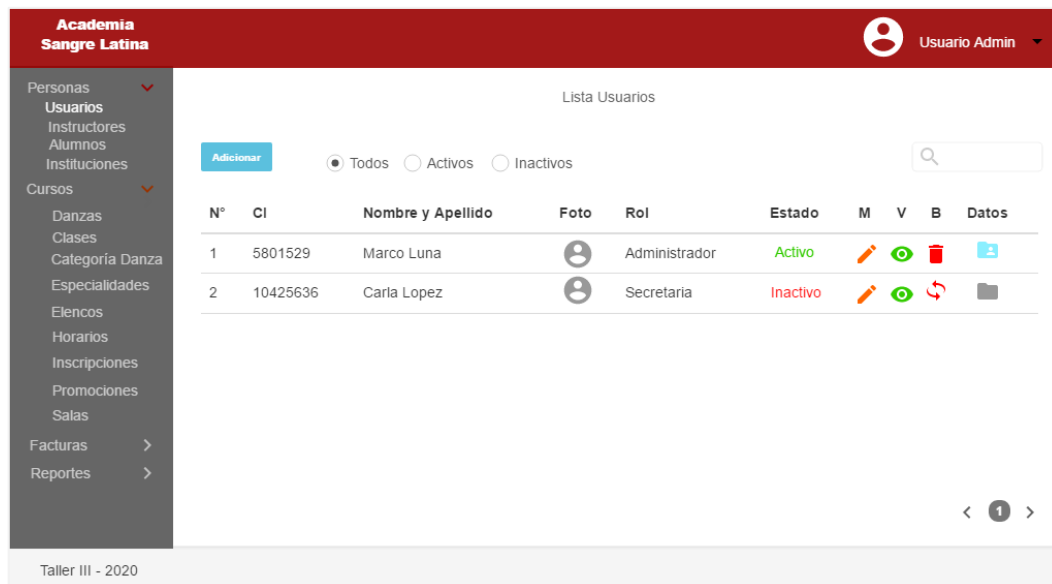 Academia
Sangre Latina
Usuario Admin
Personas
Usuarios
Instructores
Alumnos
Instituciones
Cursos
Danzas
Clases
Categoría Danza
Especialidades
Elencos
Horarios
Inscripciones
Promociones
Salas
Facturas
Reportes
Lista Usuarios
Adicionar Todos Activos Inactivos
N° CI Nombre y Apellido Foto Rol Estado M V B Datos
1 5801529 Marco Luna Administrador Activo
2 10425636 Carla Lopez Secretaria Inactivo
1
Taller III - 2020